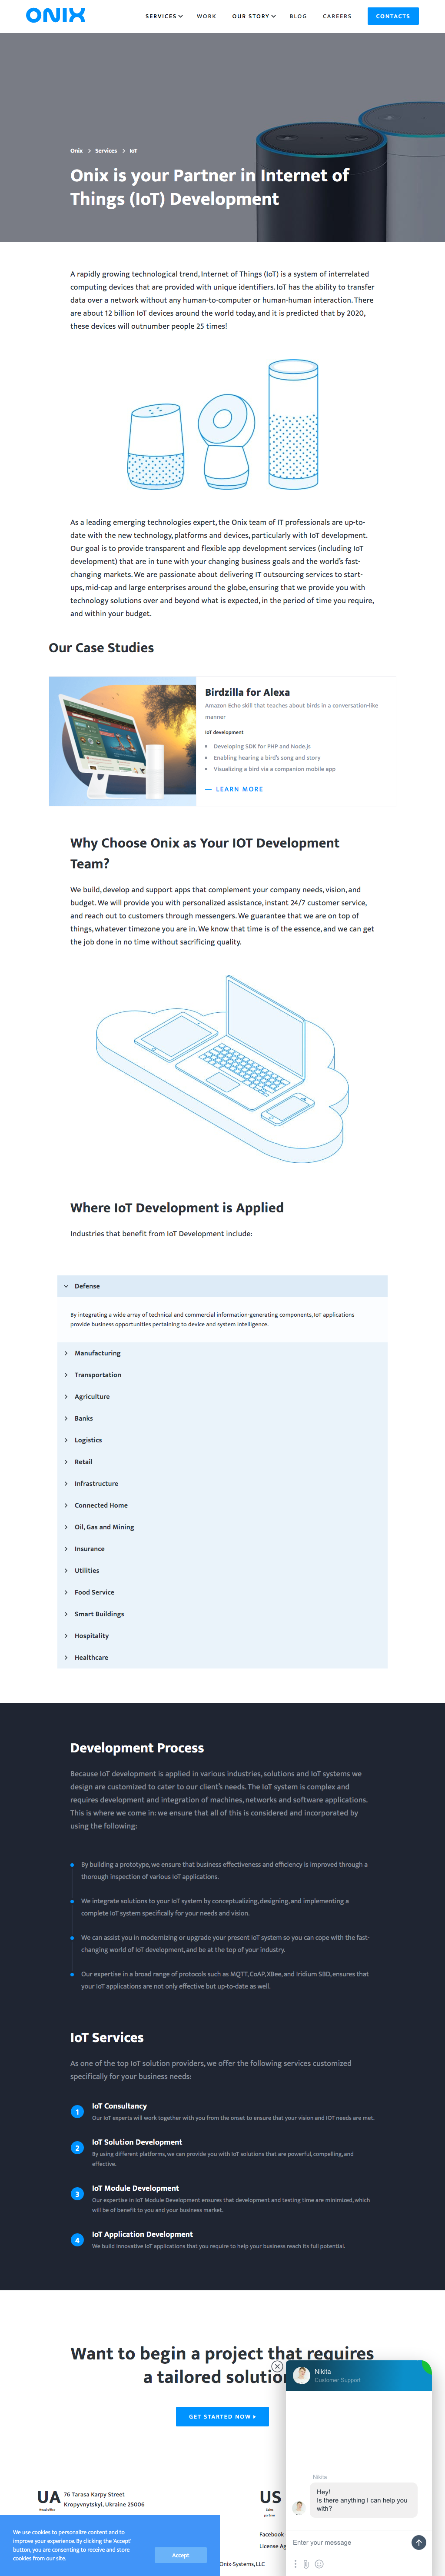 ONIX
SERVICES
WORK
OUR STORY
BLOG
CAREERS
CONTACTS
Onix > Services > IoT
Onix is your Partner in Internet of
Things (IoT) Development
A rapidly growing technological trend, Internet of Things (IoT) is a system of interrelated
computing devices that are provided with unique identifiers. IoT has the ability to transfer
data over a network without any human-to-computer or human-human interaction. There
are about 12 billion IoT devices around the world today, and it is predicted that by 2020,
these devices will outnumber people 25 times!
As a leading emerging technologies expert, the Onix team of IT professionals are up-to-
date with the new technology, platforms and devices, particularly with IoT development.
Our goal is to provide transparent and flexible app development services (including IoT
development) that are in tune with your changing business goals and the world's fast-
changing markets. We are passionate about delivering IT outsourcing services to start-
ups, mid-cap and large enterprises around the globe, ensuring that we provide you with
technology solutions over and beyond what is expected, in the period of time you require,
and within your budget.
Our Case Studies
Birdzilla for Alexa
Amazon Echo skill that teaches about birds in a conversation-like
manner
IoT development
Developing SDK for PHP and Node.js
Enabling hearing a bird's song and story
Visualizing a bird via a companion mobile app
LEARN MORE
Why Choose Onix as Your IOT Development
Team?
We build, develop and support apps that complement your company needs, vision, and
budget. We will provide you with personalized assistance, instant 24/7 customer service,
and reach out to customers through messengers. We guarantee that we are on top of
things, whatever timezone you are in. We know that time is of the essence, and we can get
the job done in no time without sacrificing quality.
Where IoT Development is Applied
Industries that benefit from IoT Development include:
Defense
By integrating a wide array of technical and commercial information-generating components, IoT applications
provide business opportunities pertaining to device and system intelligence.
Manufacturing
Transportation
Agriculture
Banks
Logistics
Retail
Infrastructure
Connected Home
Oil, Gas and Mining
Insurance
Utilities
Food Service
Smart Buildings
Hospitality
Healthcare
Development Process
Because IoT development is applied in various industries, solutions and IoT systems we
design are customized to cater to our client's needs. The IoT system is complex and
requires development and integration of machines, networks and software applications.
This is where we come in: we ensure that all of this is considered and incorporated by
using the following:
By building a prototype, we ensure that business effectiveness and efficiency is improved through a
thorough inspection of various IoT applications.
We integrate solutions to your IoT system by conceptualizing, designing, and implementing a
complete IoT system specifically for your needs and vision.
We can assist you in modernizing or upgrade your present IoT system so you can cope with the fast-
changing world of IoT development, and be at the top of your industry.
Our expertise in a broad range of protocols such as MQTT, CoAP, XBee, and Iridium SBD, ensures that
your IoT applications are not only effective but up-to-date as well.
IoT Services
As one of the top IoT solution providers, we offer the following services customized
specifically for your business needs:
1 IoT Consultancy
Our IoT experts will work together with you from the onset to ensure that your vision and IOT needs are met.
2 IoT Solution Development
By using different platforms, we can provide you with IoT solutions that are powerful, compelling, and
effective.
3 IoT Module Development
Our expertise in IoT Module Development ensures that development and testing time are minimized, which
will be of benefit to you and your business market.
4 IoT Application Development
We build innovative IoT applications that you require to help your business reach its full potential.
Want to begin a project that requires
a tailored solution
GET STARTED NOW
Nikita
Customer Support
Nikita
Hey!
Is there anything I can help you
with?
Enter your message
UA
Head office
76 Tarasa Karpy Street
Kropyvnytskyi, Ukraine 25006
US
Sales
partner
Facebook
License Ag
Onix-Systems, LLC
We use cookies to personalize content and to
improve your experience. By clicking the 'Accept'
button, you are consenting to receive and store
cookies from our site.
Accept